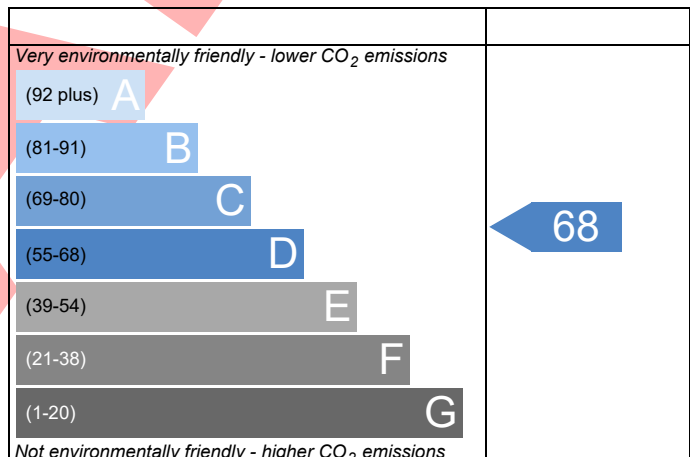 Very environmentally friendly - lower CO2 emissions
(92 plus) A
(81-91) B
(69-80) C
68
(55-68) D
(39-54) E
(21-38) F
(1-20) G
Not environmentally friendly - higher CO2 emissions